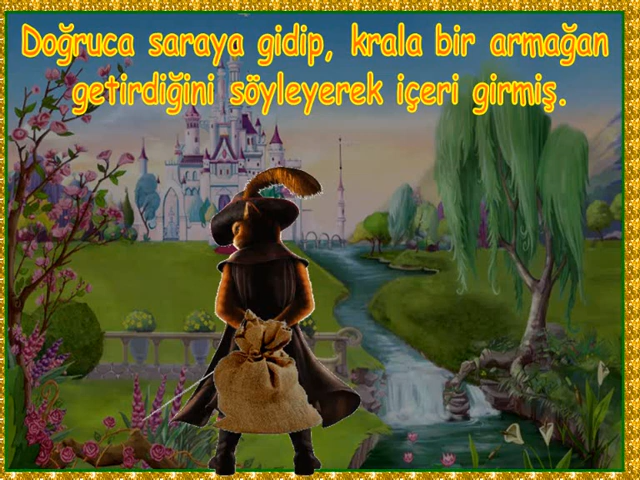 Doğruca saraya gidip, krala bir armağan
getirdiğini söyleyerek içeri girmiş.